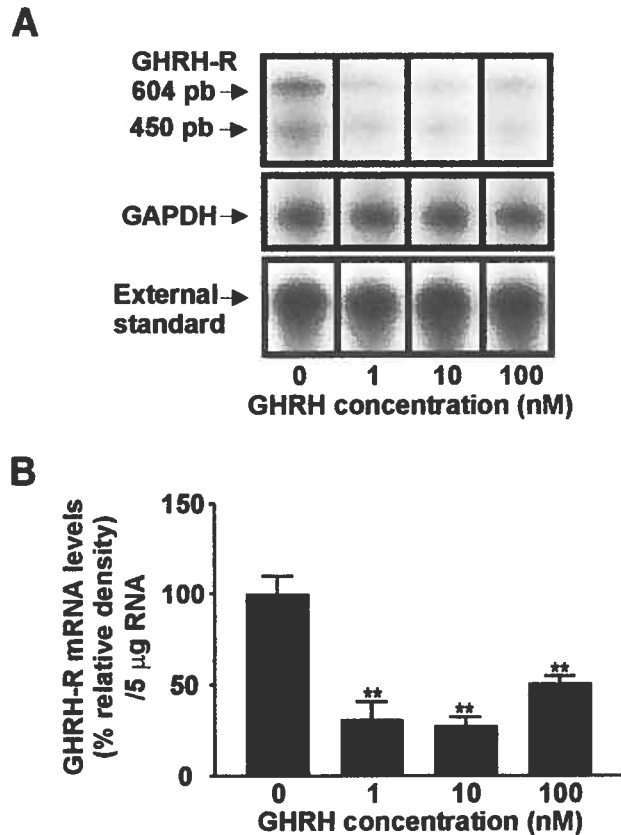 A
GHRH-R
604 pb
450 pb
GAPDH
External
standard
0 1 10 100
GHRH concentration (nM)
B
GHRH-R mRNA levels
(% relative density)
/5 µg RNA
150
100
50
0
** ** **
0 1 10 100
GHRH concentration (nM)